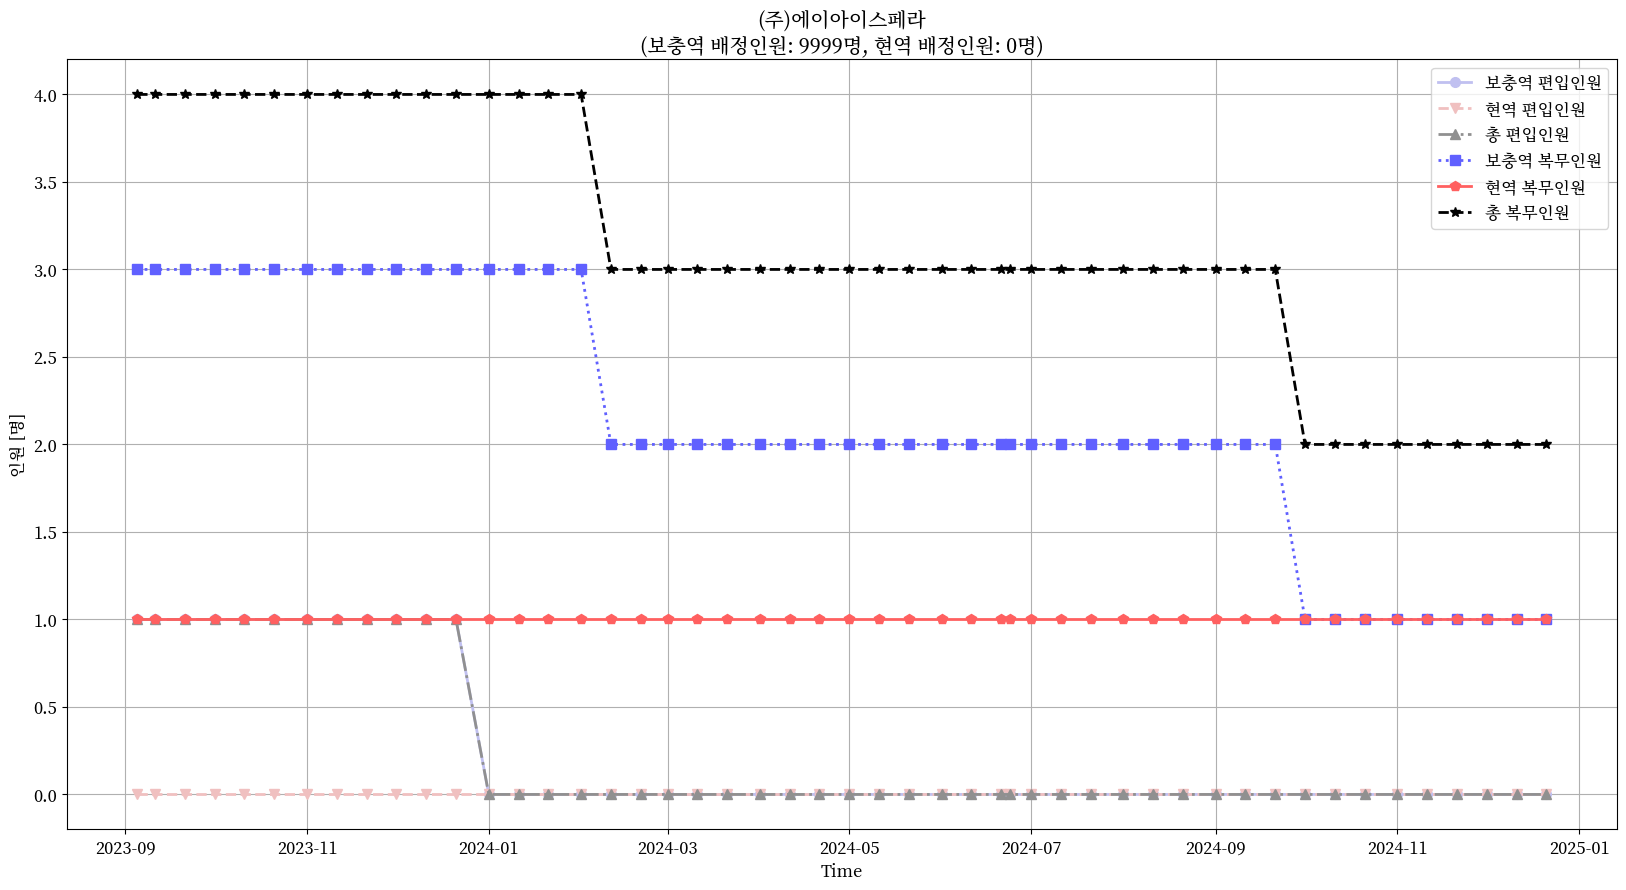 (주)에이아이스페라
(보충역 배정인원: 9999명, 현역 배정인원: 0명)
보충역 편입인원
현역 편입인원
총 편입인원
보충역 복무인원
현역 복무인원
총 복무인원
인원 [명]
4.0
3.5
3.0
2.5
2.0
1.5
1.0
0.5
0.0
2023-09
2023-11
2024-01
2024-03
2024-05
2024-07
2024-09
2024-11
2025-01
Time